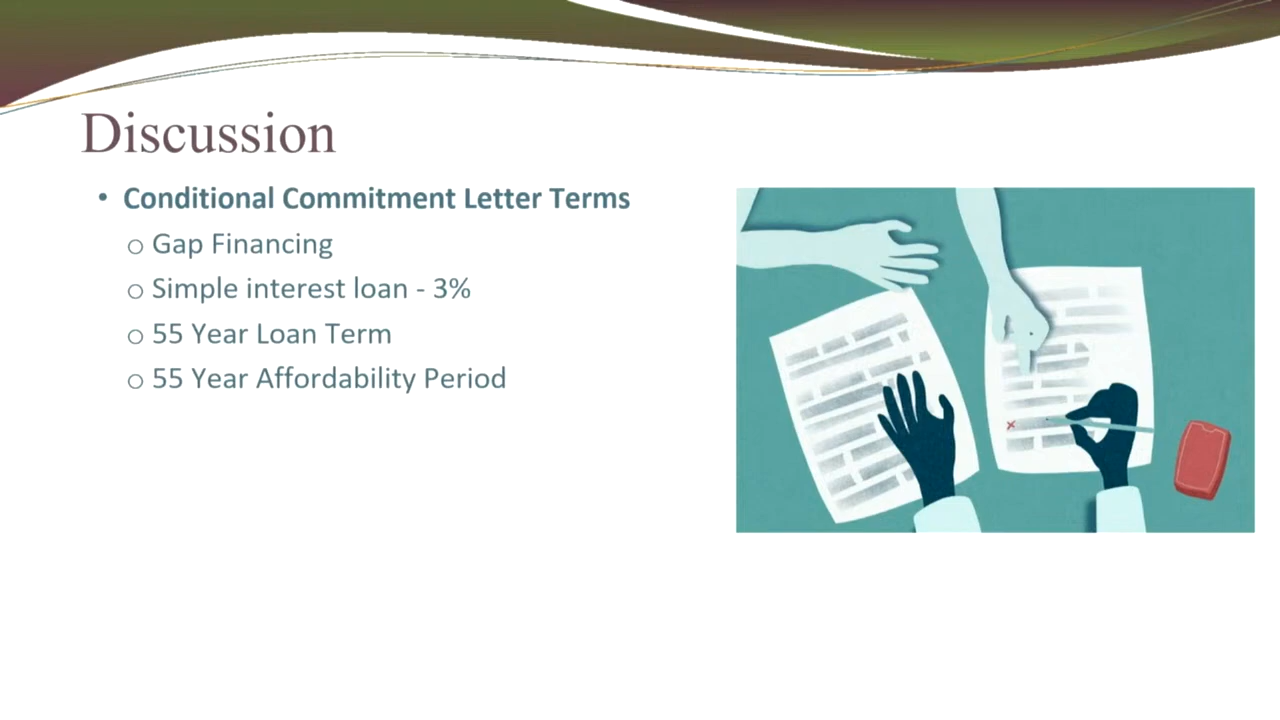 Discussion
• Conditional Commitment Letter Terms
o Gap Financing
o Simple interest loan - 3%
o 55 Year Loan Term
o 55 Year Affordability Period